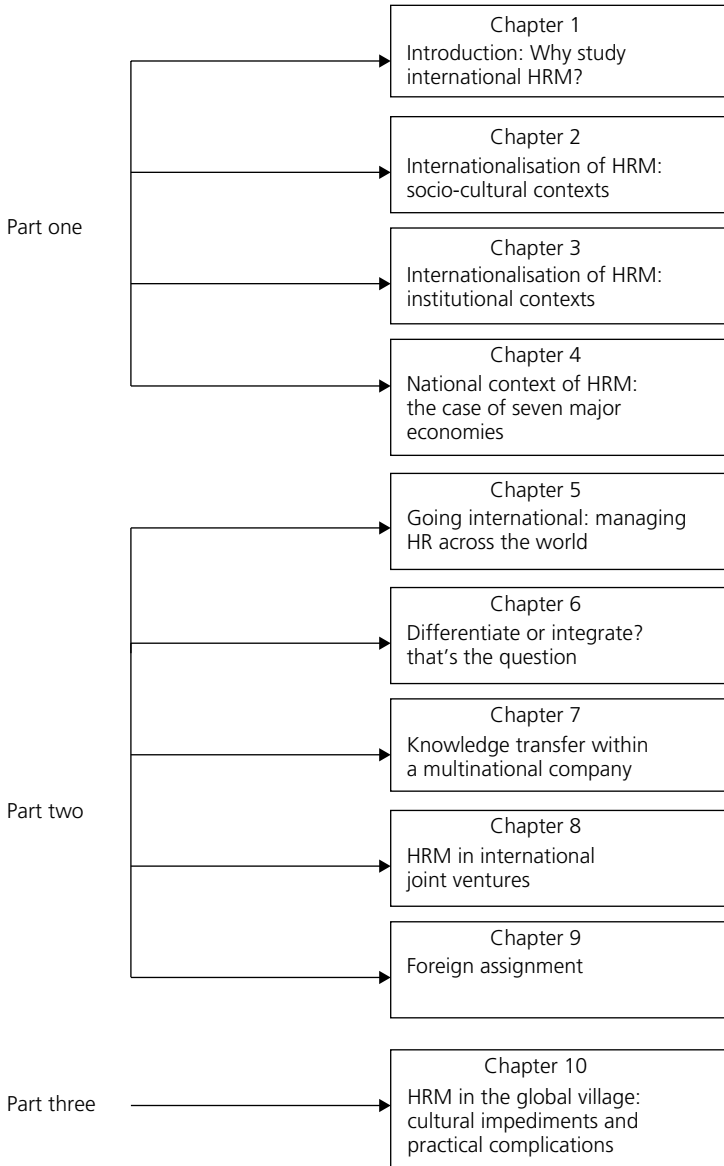 Part one
Chapter 1
Introduction: Why study
international HRM?
Chapter 2
Internationalisation of HRM:
socio-cultural contexts
Chapter 3
Internationalisation of HRM:
institutional contexts
Chapter 4
National context of HRM:
the case of seven major
economies
Part two
Chapter 5
Going international: managing
HR across the world
Chapter 6
Differentiate or integrate?
that's the question
Chapter 7
Knowledge transfer within
a multinational company
Chapter 8
HRM in international
joint ventures
Chapter 9
Foreign assignment
Part three
Chapter 10
HRM in the global village:
cultural impediments and
practical complications